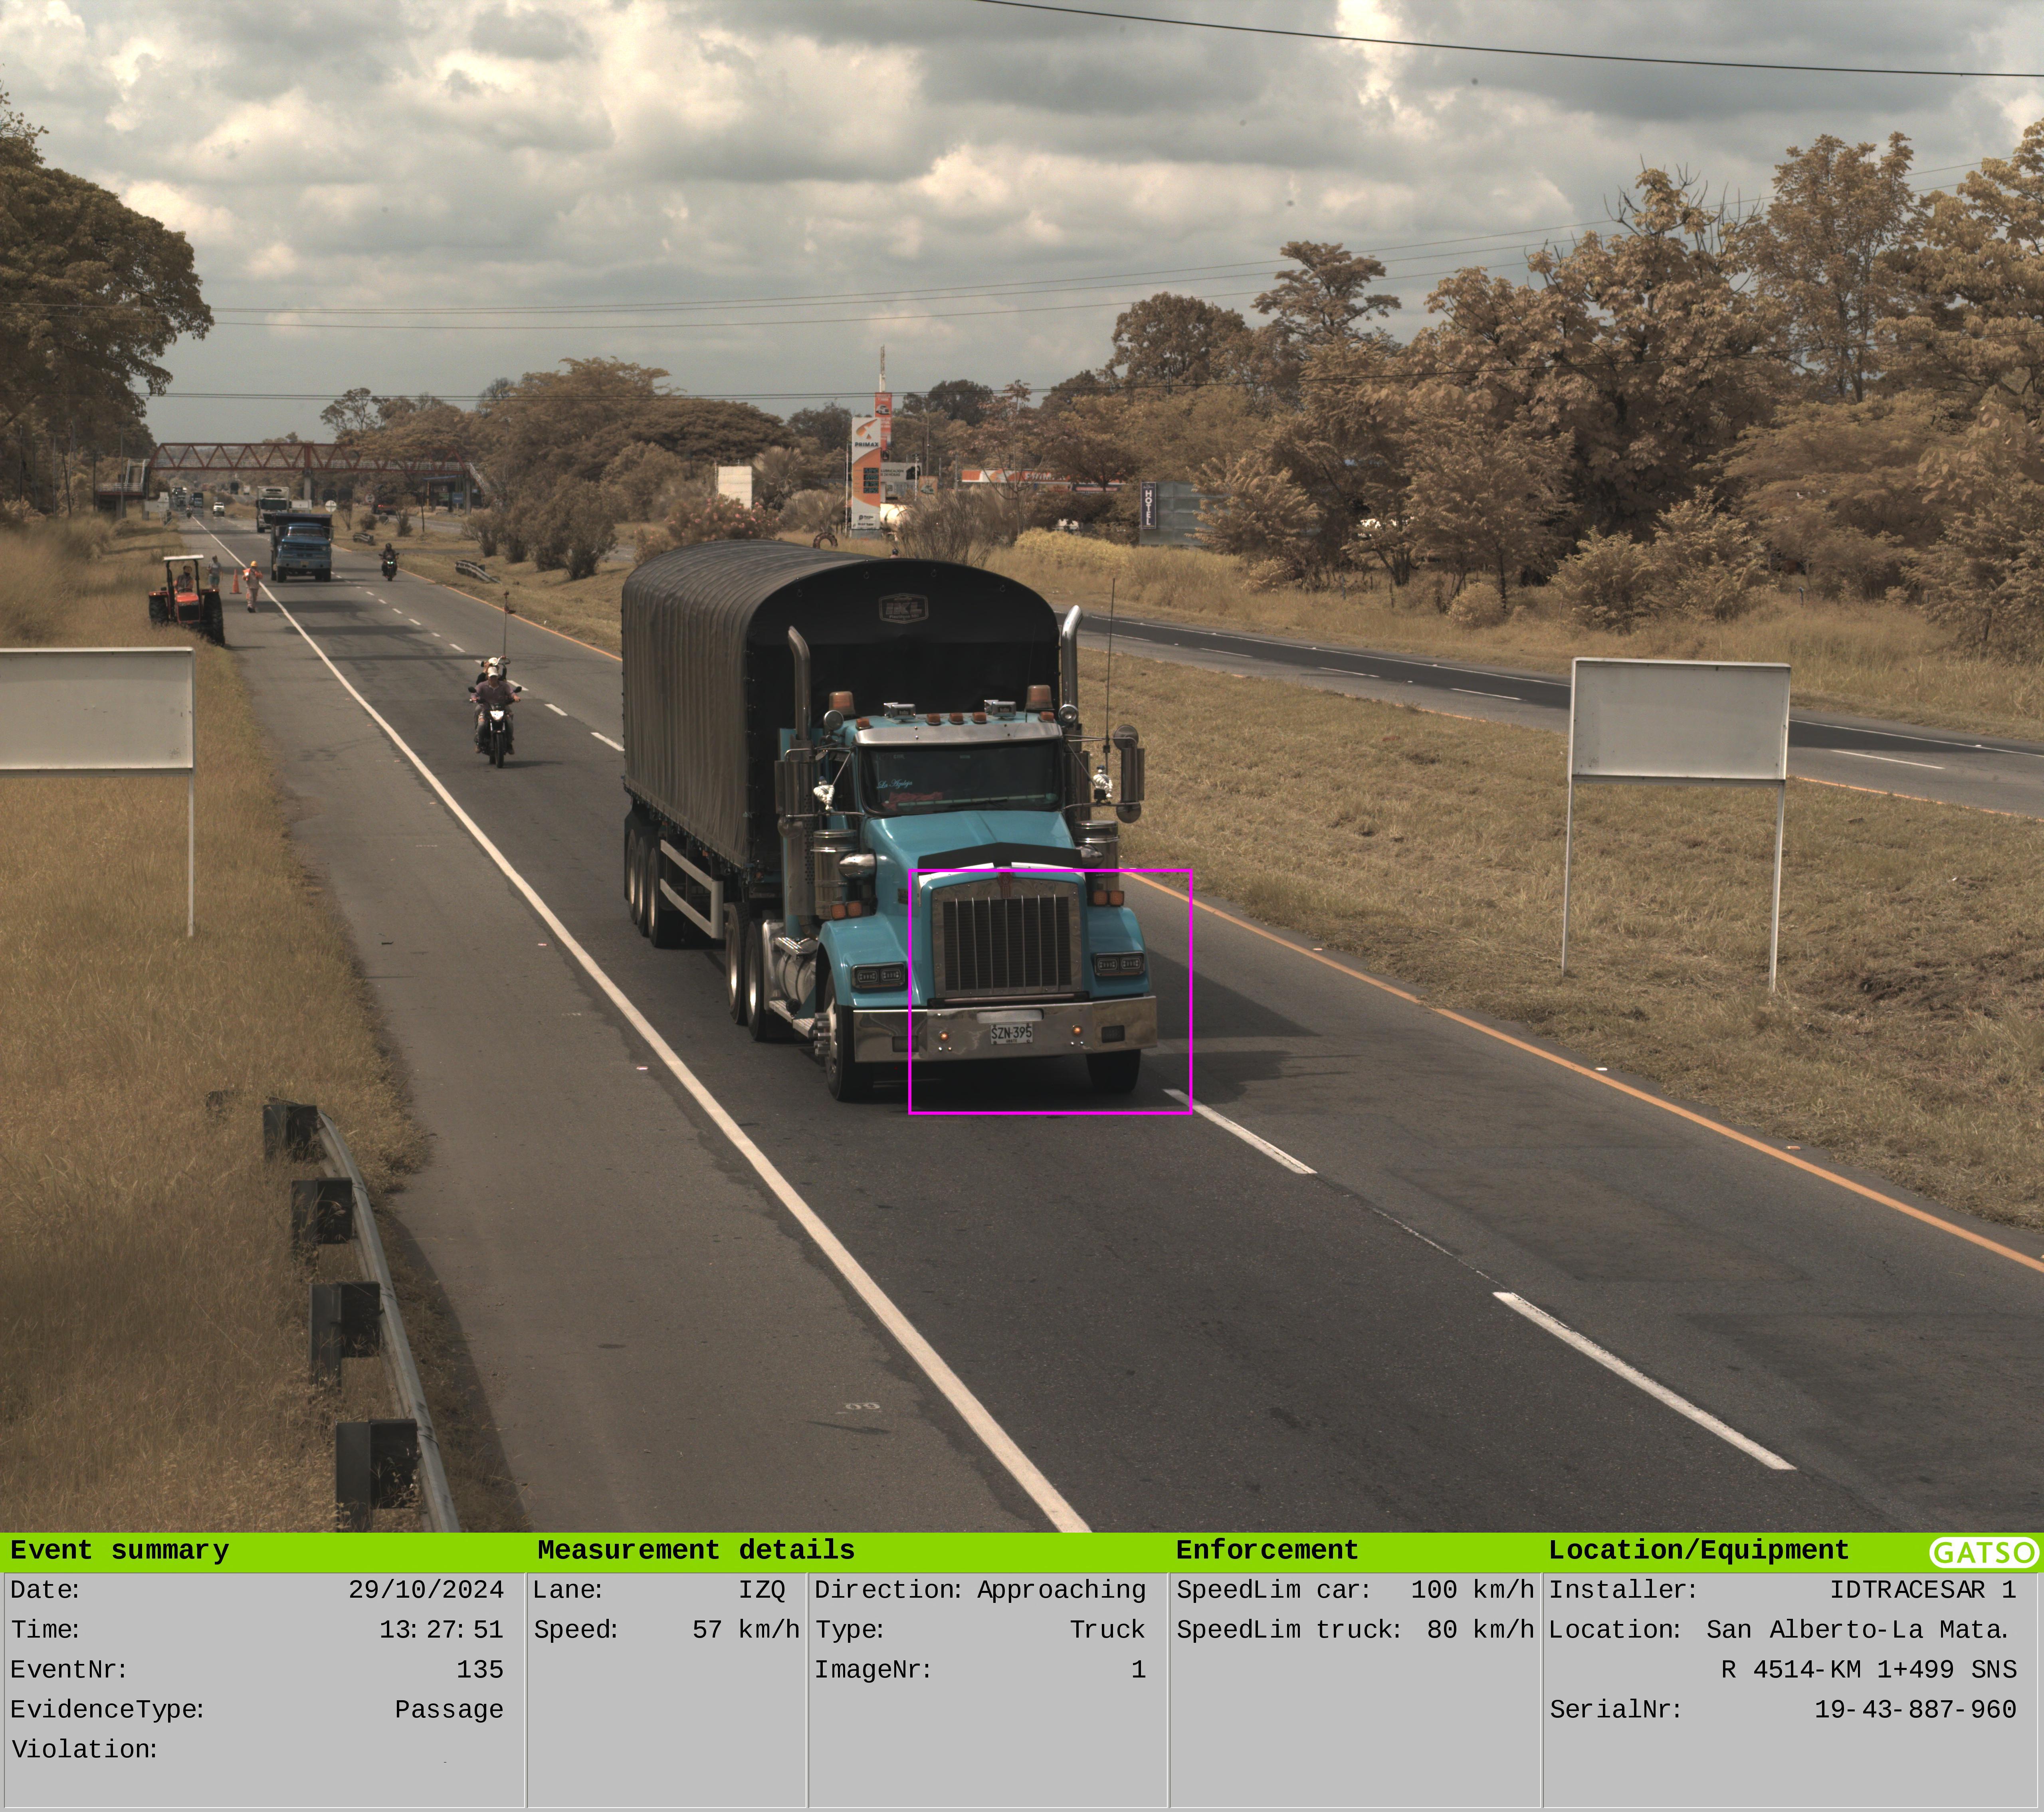 PRIMAX
HOTEL
SZN-395
Event summary
Date: 29/10/2024
Time: 13:27:51
EventNr: 135
EvidenceType: Passage
Violation:
Measurement details
Lane: IZQ
Speed: 57 km/h
Direction: Approaching
Type: Truck
ImageNr: 1
Enforcement
SpeedLim car: 100 km/h
SpeedLim truck: 80 km/h
Location/Equipment
GATSO
Installer: IDTRACESAR 1
Location: San Alberto-La Mata.
R 4514-KM 1+499 SNS
SerialNr: 19-43-887-960